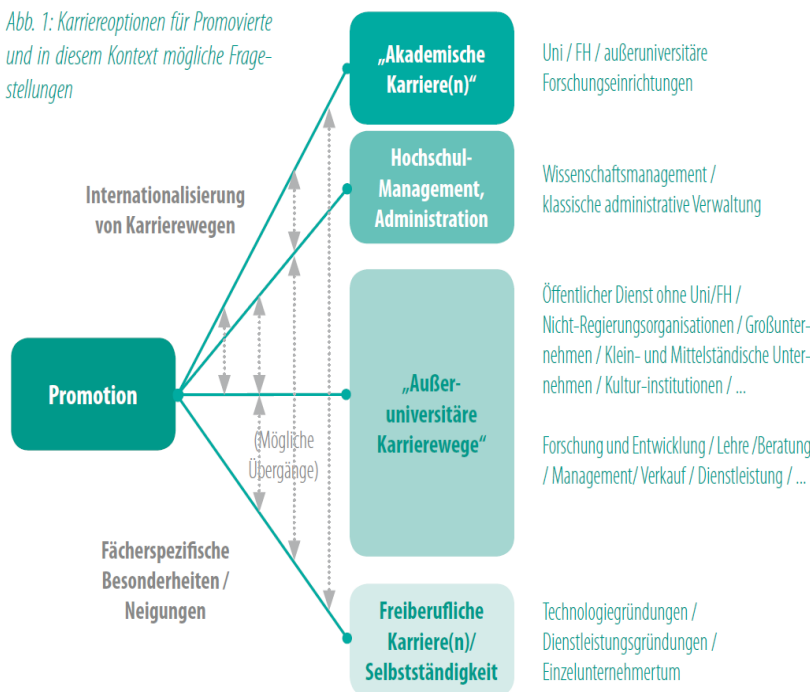 Abb. 1: Karriereoptionen für Promovierte
und in diesem Kontext mögliche Frage-
stellungen
„Akademische
Karriere(n)“
Uni / FH / außeruniversitäre
Forschungseinrichtungen
Internationalisierung
von Karrierewegen
Hochschul-
Management,
Administration
Wissenschaftsmanagement /
klassische administrative Verwaltung
Promotion
(Mögliche
Übergänge)
„Außer-
universitäre
Karrierewege“
Öffentlicher Dienst ohne Uni/FH /
Nicht-Regierungsorganisationen / Großunter-
nehmen / Klein- und Mittelständische Unter-
nehmen / Kultur-institutionen / ...
Forschung und Entwicklung / Lehre /Beratung
/ Management/ Verkauf / Dienstleistung / ...
Fächerspezifische
Besonderheiten /
Neigungen
Freiberufliche
Karriere(n)/
Selbstständigkeit
Technologiegründungen /
Dienstleistungsgründungen /
Einzelunternehmertum